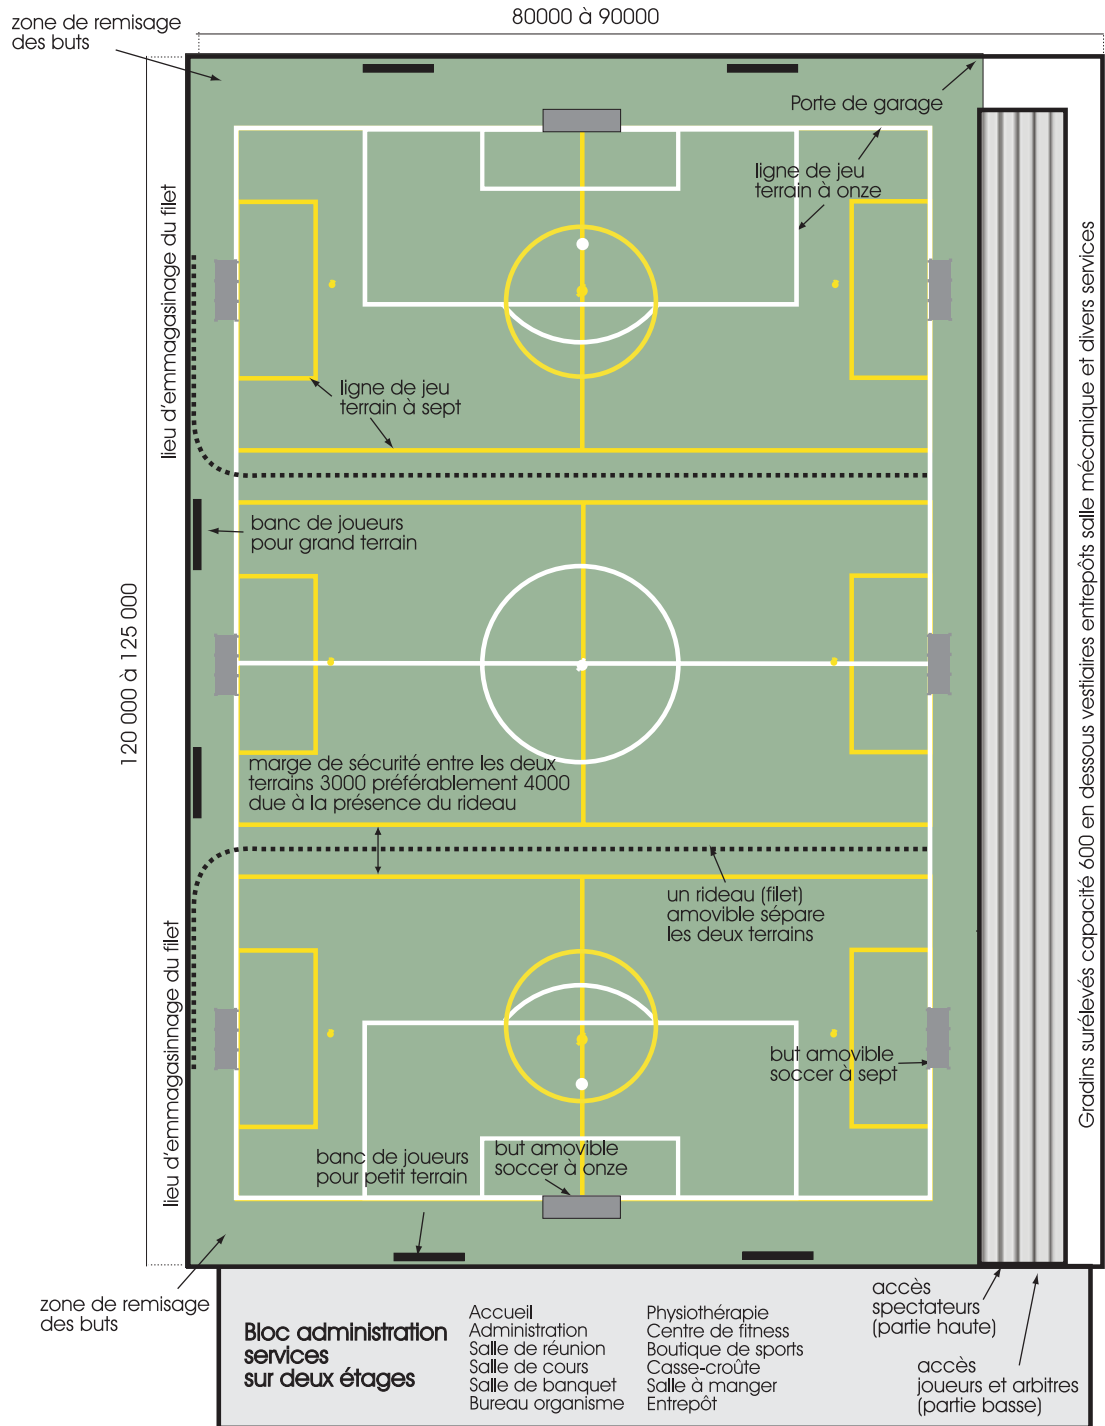 80000 à 90000
zone de remisage
des buts
Porte de garage
ligne de jeu
terrain à onze
lieu d'emmagasinage du filet
Gradins surélevés capacité 600 en dessous vestiaires entrepôts salle mécanique et divers services
ligne de jeu
terrain à sept
banc de joueurs
pour grand terrain
120 000 à 125 000
marge de sécurité entre les deux
terrains 3000 préférablement 4000
due à la présence du rideau
un rideau (filet)
amovible sépare
les deux terrains
lieu d'emmagasinnage du filet
but amovible
soccer à sept
banc de joueurs
pour petit terrain
but amovible
soccer à onze
zone de remisage
des buts
Bloc administration
services
sur deux étages
Accueil
Administration
Salle de réunion
Salle de cours
Salle de banquet
Bureau organisme
Physiothérapie
Centre de fitness
Boutique de sports
Casse-croûte
Salle à manger
Entrepôt
accès
spectateurs
(partie haute)
accès
joueurs et arbitres
(partie basse)